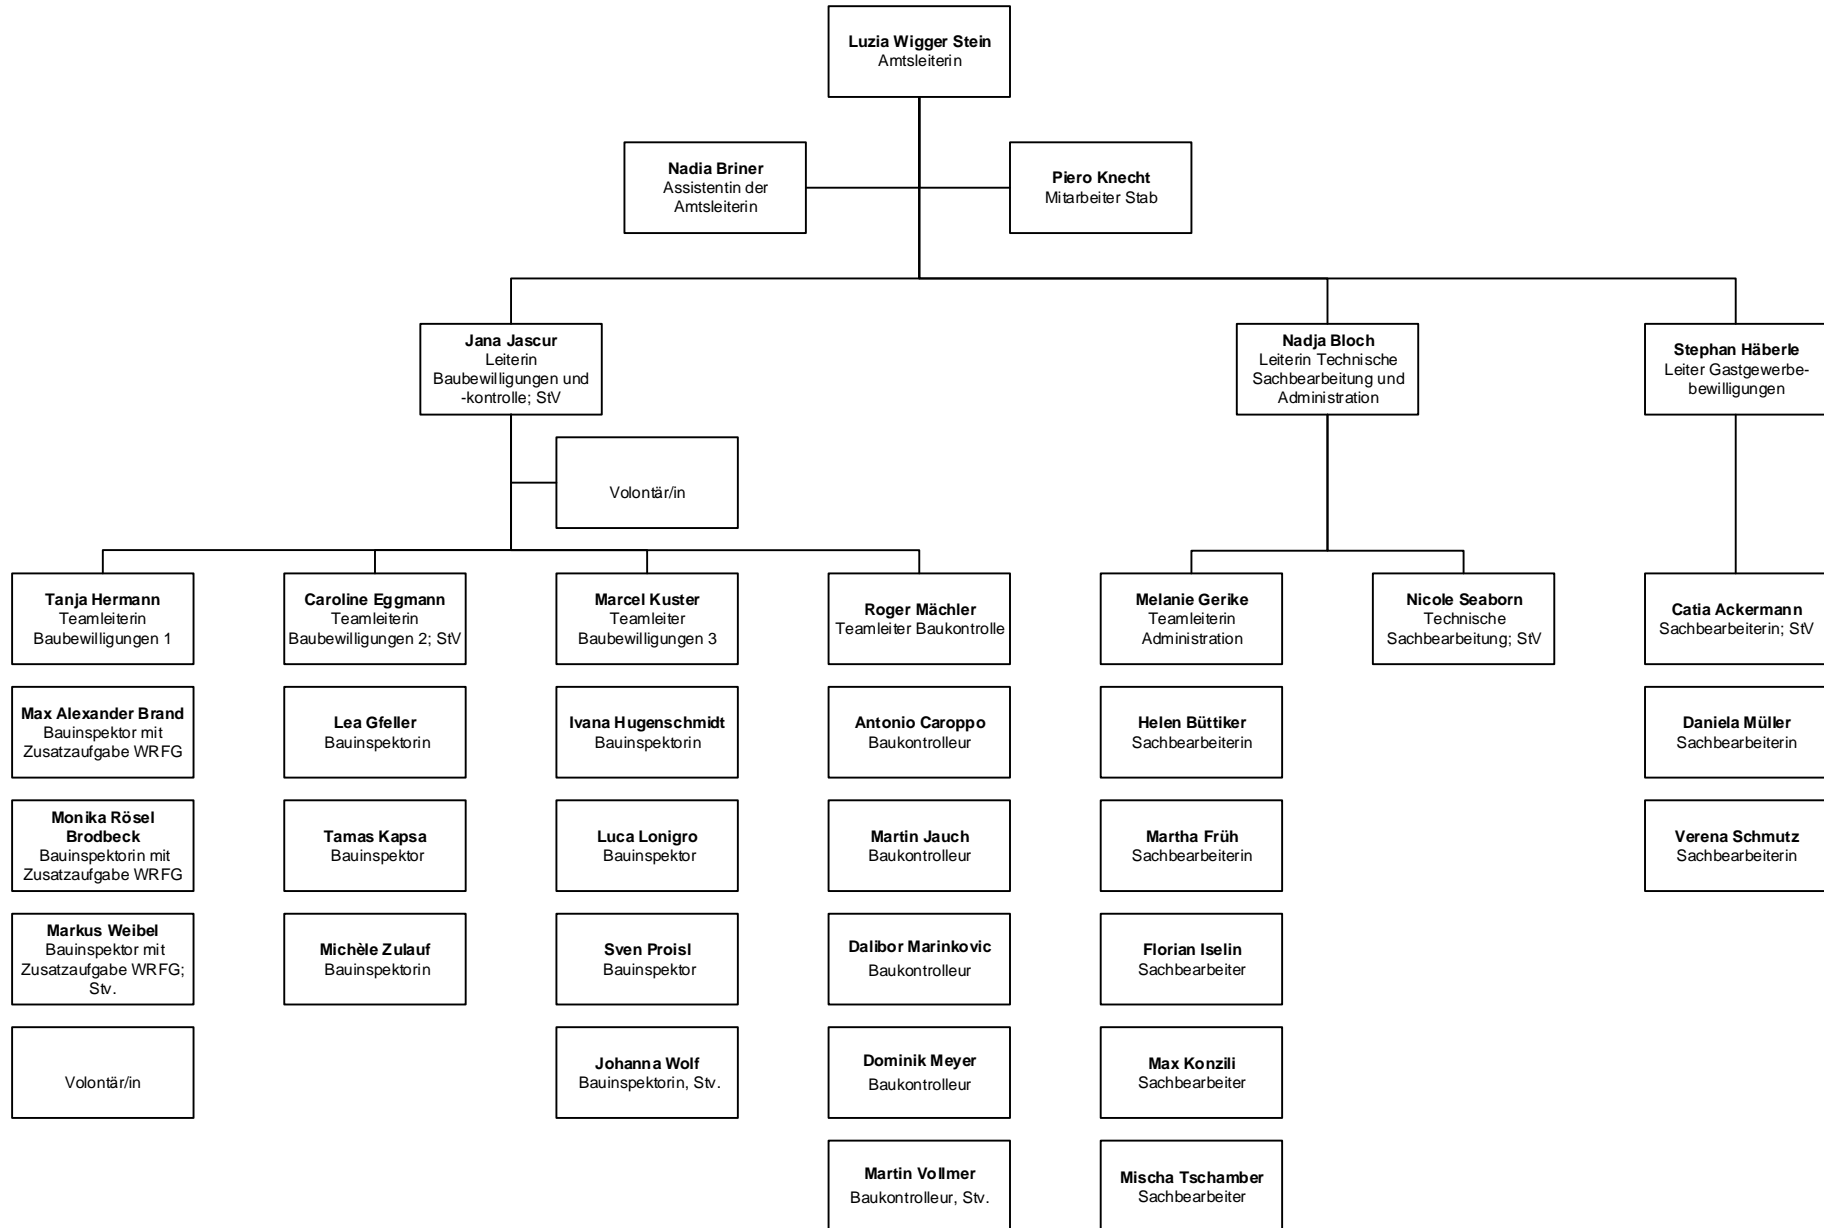 Luzia Wigger Stein
Amtsleiterin
Nadia Briner
Assistentin der
Amtsleiterin
Piero Knecht
Mitarbeiter Stab
Jana Jascur
Leiterin
Baubewilligungen und
-kontrolle; StV
Nadja Bloch
Leiterin Technische
Sachbearbeitung und
Administration
Stephan Häberle
Leiter Gastgewerbe-
bewilligungen
Volontär/in
Tanja Hermann
Teamleiterin
Baubewilligungen 1
Caroline Eggmann
Teamleiterin
Baubewilligungen 2; StV
Marcel Kuster
Teamleiter
Baubewilligungen 3
Roger Mächler
Teamleiter Baukontrolle
Melanie Gerike
Teamleiterin
Administration
Nicole Seaborn
Technische
Sachbearbeitung; StV
Catia Ackermann
Sachbearbeiterin; StV
Max Alexander Brand
Bauinspektor mit
Zusatzaufgabe WRFG
Lea Gfeller
Bauinspektorin
Ivana Hugenschmidt
Bauinspektorin
Antonio Caroppo
Baukontrolleur
Helen Büttiker
Sachbearbeiterin
Daniela Müller
Sachbearbeiterin
Monika Rösel
Brodbeck
Bauinspektorin mit
Zusatzaufgabe WRFG
Tamas Kapsa
Bauinspektor
Luca Lonigro
Bauinspektor
Martin Jauch
Baukontrolleur
Martha Früh
Sachbearbeiterin
Verena Schmutz
Sachbearbeiterin
Markus Weibel
Bauinspektor mit
Zusatzaufgabe WRFG;
Stv.
Michèle Zulauf
Bauinspektorin
Sven Proisl
Bauinspektor
Dalibor Marinkovic
Baukontrolleur
Florian Iselin
Sachbearbeiter
Volontär/in
Johanna Wolf
Bauinspektorin, Stv.
Dominik Meyer
Baukontrolleur
Max Konzili
Sachbearbeiter
Martin Vollmer
Baukontrolleur, Stv.
Mischa Tschamber
Sachbearbeiter